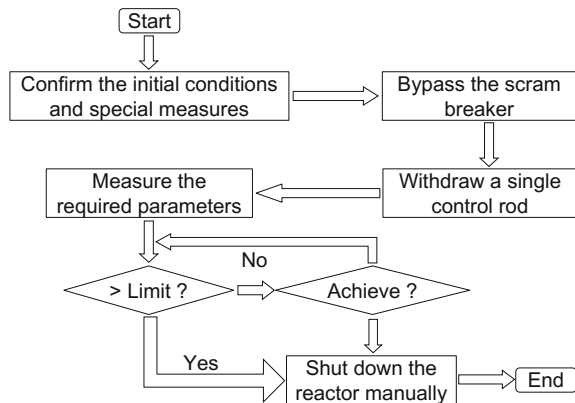 Start
Confirm the initial conditions
and special measures
Bypass the scram
breaker
Withdraw a single
control rod
Measure the
required parameters
No
> Limit ?
Achieve ?
Yes
Shut down the
reactor manually
End